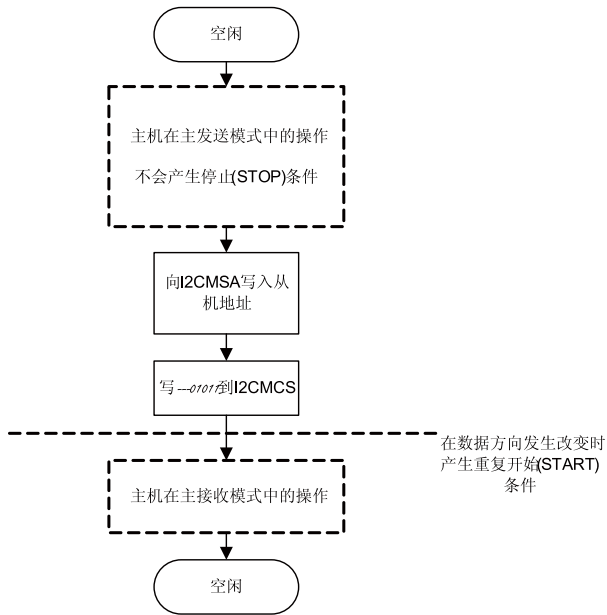 空闲
主机在主发送模式中的操作
不会产生停止(STOP)条件
向I2CMSA写入从
机地址
写---01011到I2CMCS
在数据方向发生改变时
产生重复开始(START)
条件
主机在主接收模式中的操作
空闲